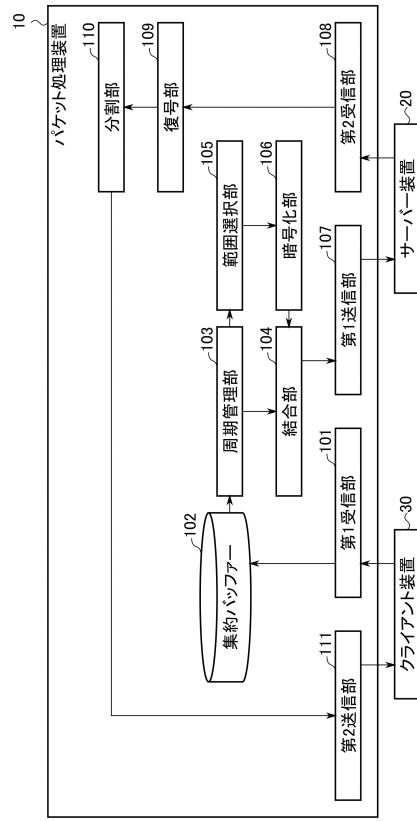 10
パケット処理装置
110
分割部
109
復号部
108
第2受信部
105
範囲選択部
106
暗号化部
107
第1送信部
103
周期管理部
104
結合部
102
集約バッファー
101
第1受信部
111
第2送信部
20
サーバー装置
30
クライアント装置